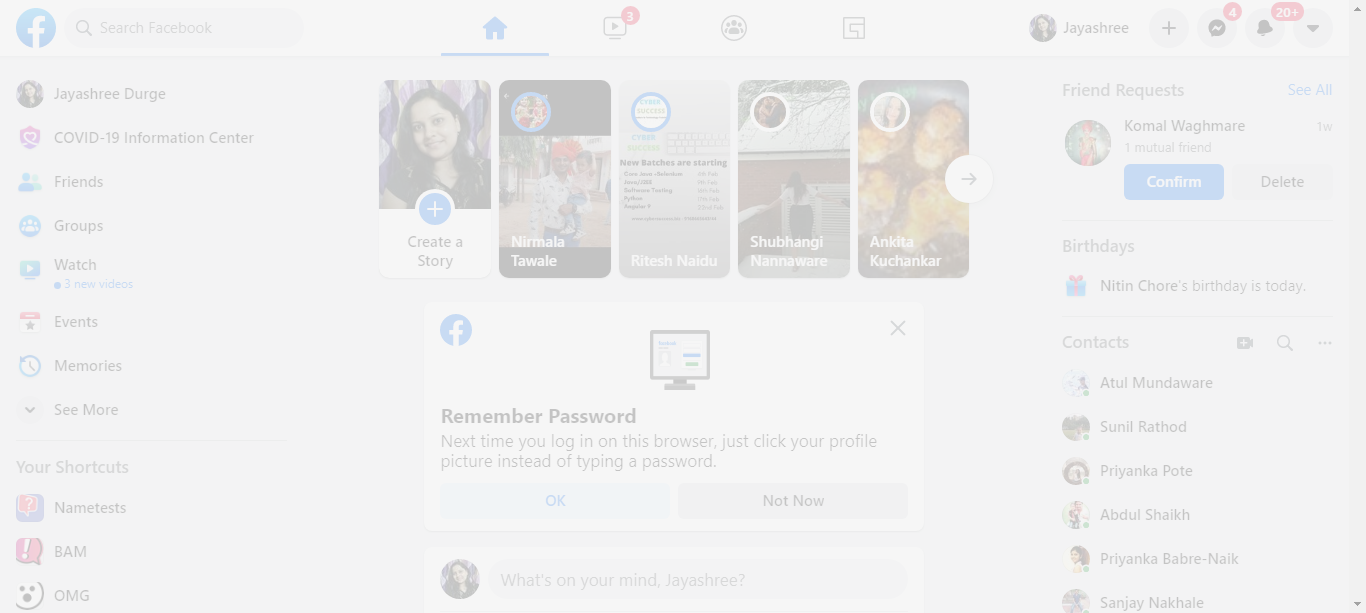 Search Facebook
3
Jayashree
4
20+
Jayashree Durge
COVID-19 Information Center
Friends
Groups
Watch
3 new videos
Events
Memories
See More
Your Shortcuts
Nametests
BAM
OMG
Create a
Story
Nirmala
Tawale
CYBER
SUCCESS
CYBER
SUCCESS
New Batches are starting
Ritesh Naidu
Shubhangi
Nannaware
Ankita
Kuchankar
Remember Password
Next time you log in on this browser, just click your profile
picture instead of typing a password.
OK
Not Now
What's on your mind, Jayashree?
Friend Requests
See All
Komal Waghmare
1w
1 mutual friend
Confirm
Delete
Birthdays
Nitin Chore's birthday is today.
Contacts
Atul Mundaware
Sunil Rathod
Priyanka Pote
Abdul Shaikh
Priyanka Babre-Naik
Sanjay Nakhale